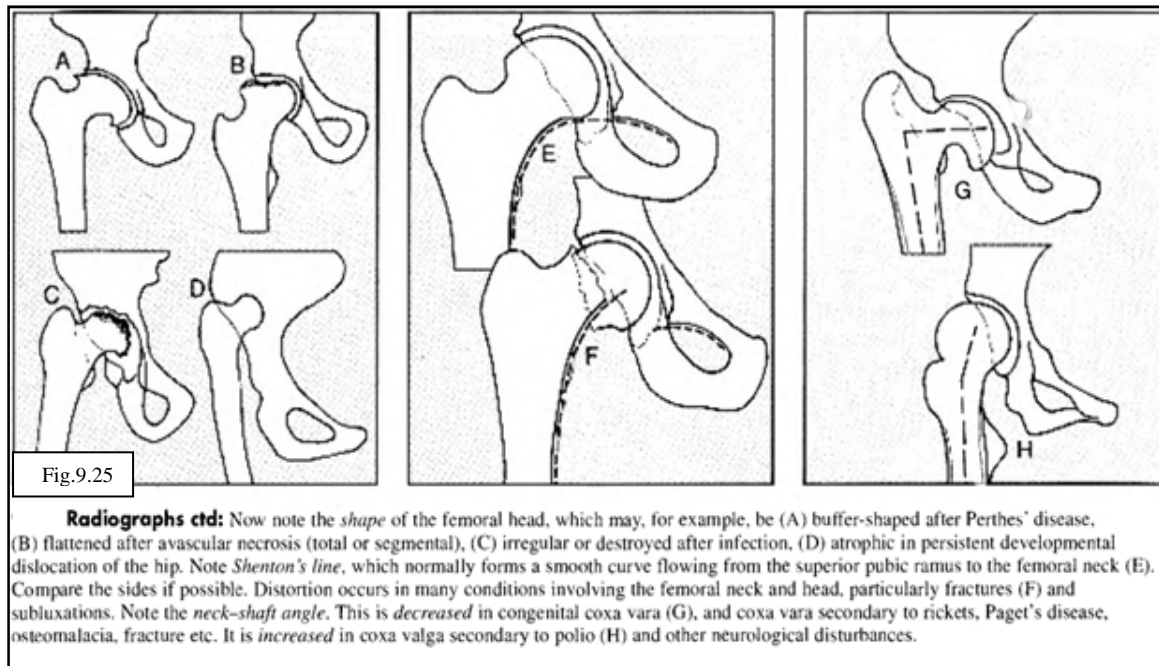 A
B
C
D
E
F
G
H
Fig.9.25
Radiographs ctd: Now note the shape of the femoral head, which may, for example, be (A) buffer-shaped after Perthes' disease,
(B) flattened after avascular necrosis (total or segmental), (C) irregular or destroyed after infection, (D) atrophic in persistent developmental
dislocation of the hip. Note Shenton's line, which normally forms a smooth curve flowing from the superior pubic ramus to the femoral neck (E).
Compare the sides if possible. Distortion occurs in many conditions involving the femoral neck and head, particularly fractures (F) and
subluxations. Note the neck–shaft angle. This is decreased in congenital coxa vara (G), and coxa vara secondary to rickets, Paget's disease,
osteomalacia, fracture etc. It is increased in coxa valga secondary to polio (H) and other neurological disturbances.